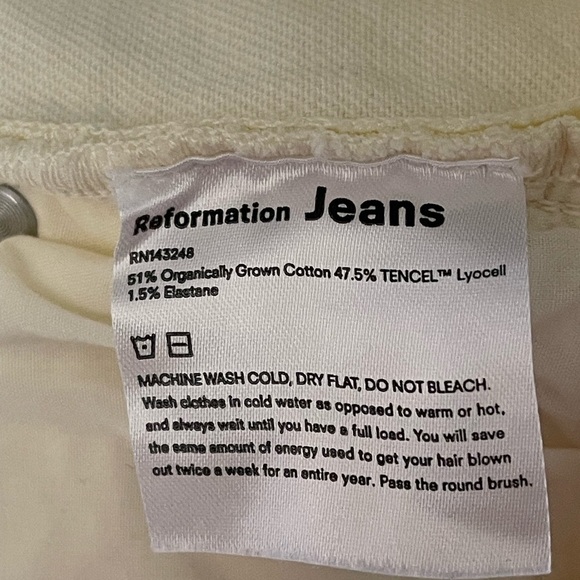 Reformation Jeans
RN143248
51% Organically Grown Cotton 47.5% TENCEL™ Lyocell
1.5% Elastane
MACHINE WASH COLD, DRY FLAT, DO NOT BLEACH.
Wash clothes in cold water as opposed to warm or hot,
and always wait until you have a full load. You will save
the same amount of energy used to get your hair blown
out twice a week for an entire year. Pass the round brush.